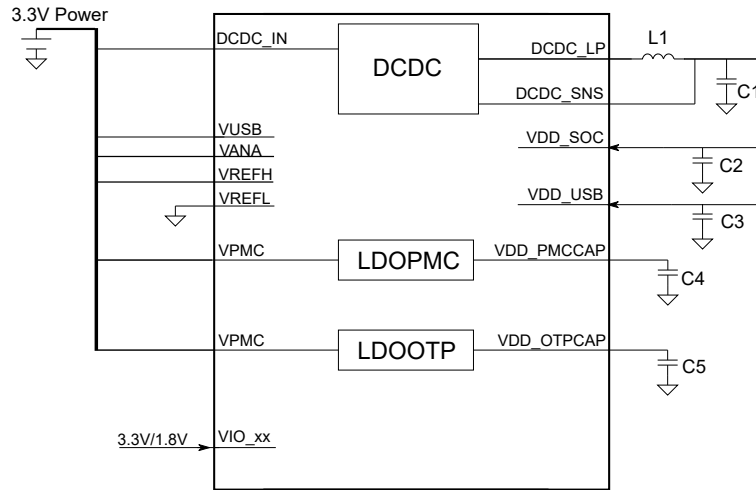 3.3V Power
DCDC_IN
DCDC
DCDC_LP
L1
C1
DCDC_SNS
VUSB
VANA
VREFH
VREFL
VDD_SOC
C2
VDD_USB
C3
VPMC
LDOPMC
VDD_PMCCAP
C4
VPMC
LDOOTP
VDD_OTPCAP
C5
3.3V/1.8V
VIO_xx